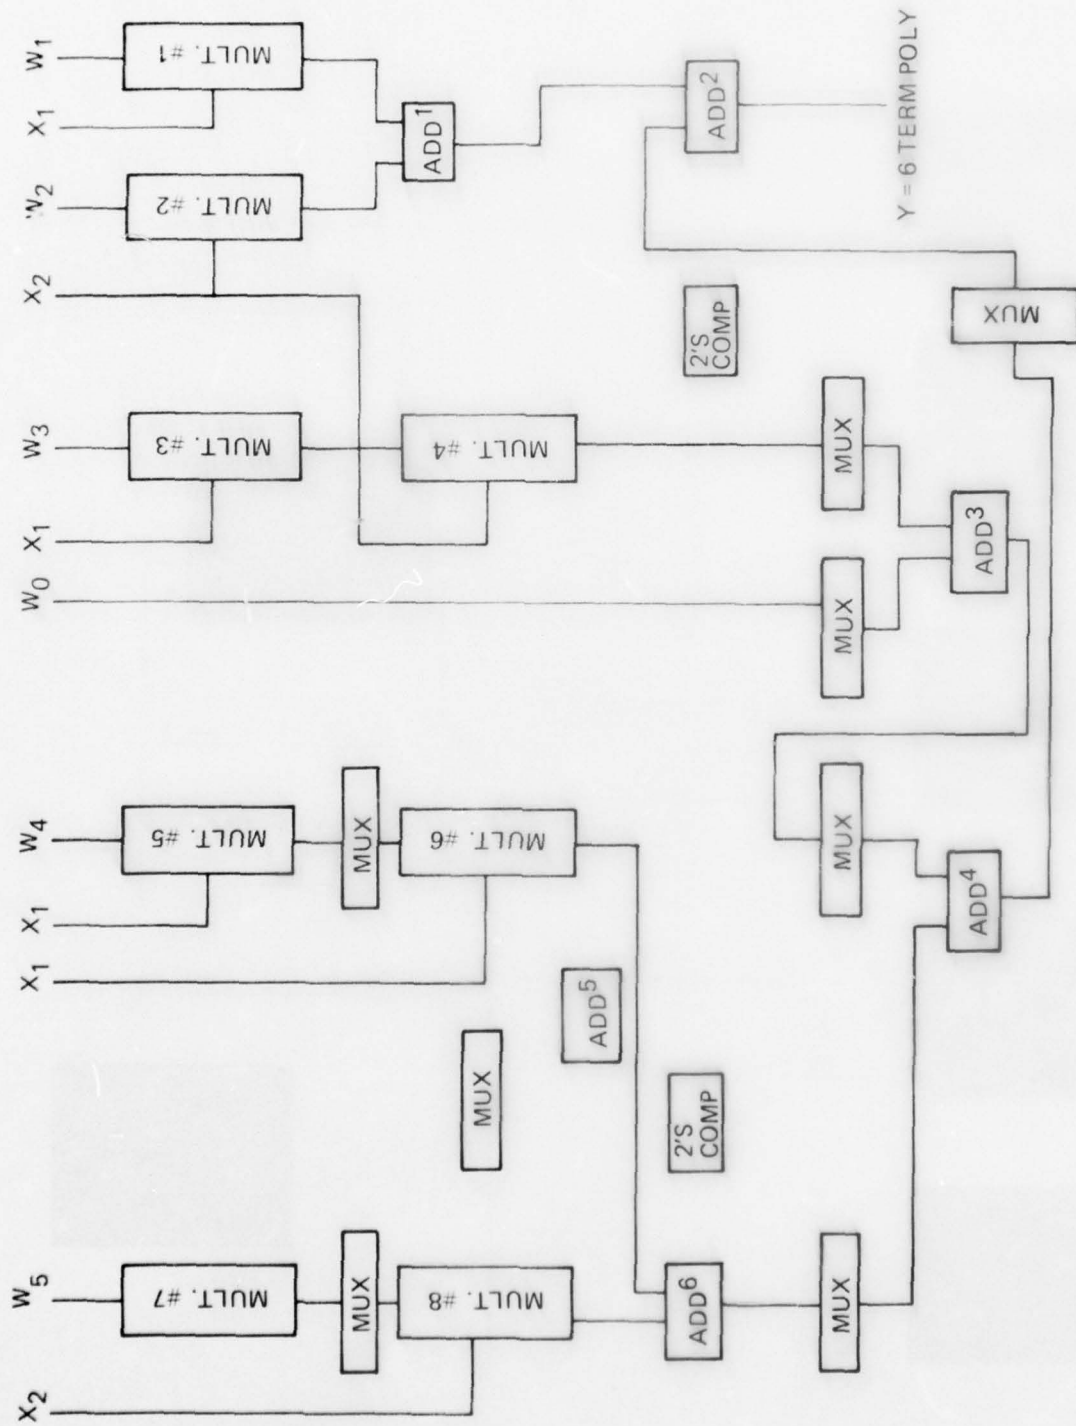 W1
X1
W2
X2
W3
X1
W0
W4
X1
X1
W5
X2
MULT. #1
MULT. #2
MULT. #3
MULT. #5
MULT. #7
ADD1
MULT. #4
MUX
MULT. #6
MUX
MULT. #8
MUX
ADD5
ADD2
2'S
COMP
2'S
COMP
ADD6
MUX
MUX
MUX
MUX
ADD3
ADD4
MUX
Y = 6 TERM POLY